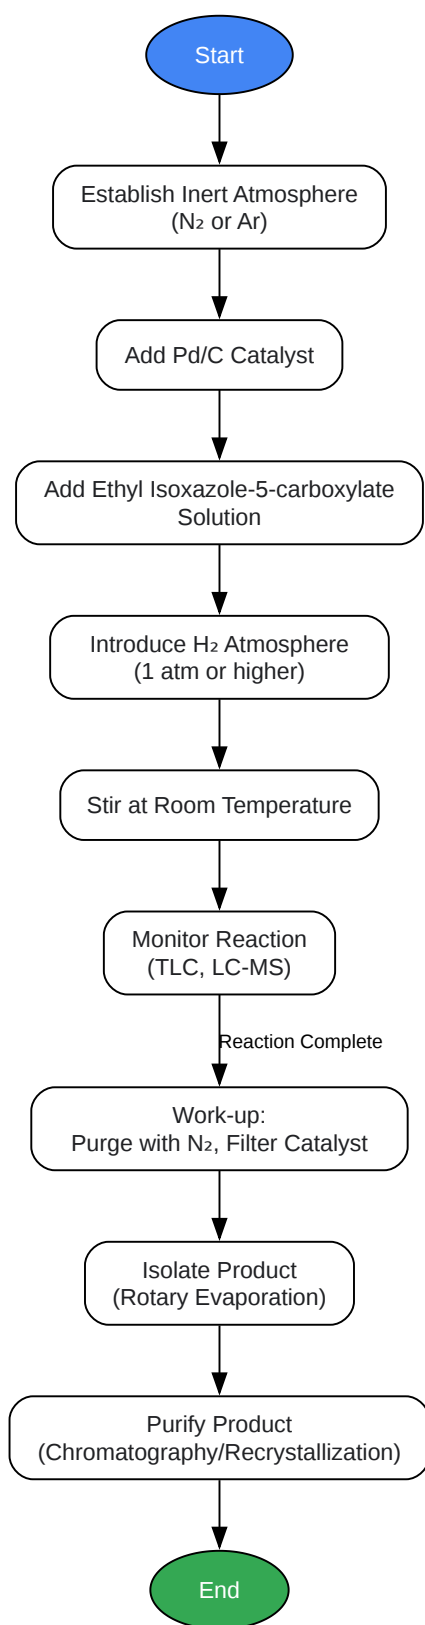 Start
Establish Inert Atmosphere
(N₂ or Ar)
Add Pd/C Catalyst
Add Ethyl Isoxazole-5-carboxylate
Solution
Introduce H₂ Atmosphere
(1 atm or higher)
Stir at Room Temperature
Monitor Reaction
(TLC, LC-MS)
Reaction Complete
Work-up:
Purge with N₂, Filter Catalyst
Isolate Product
(Rotary Evaporation)
Purify Product
(Chromatography/Recrystallization)
End